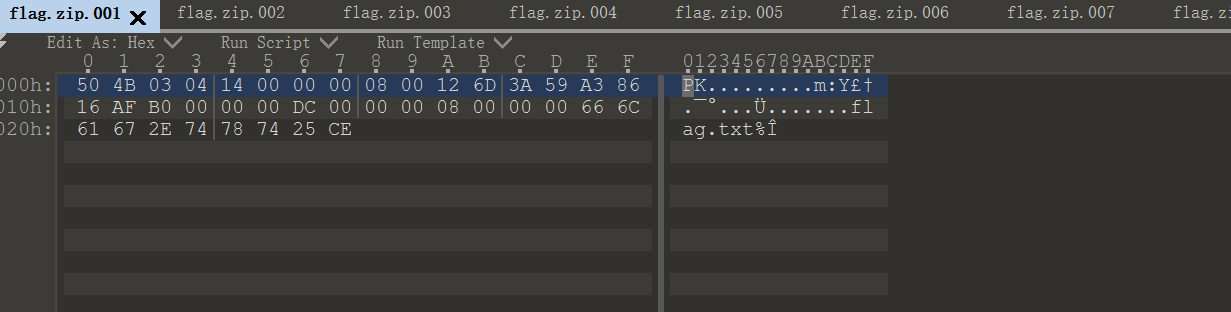 flag.zip.001 flag.zip.002 flag.zip.003 flag.zip.004 flag.zip.005 flag.zip.006 flag.zip.007 flag.z
Edit As: Hex Run Script Run Template
0 1 2 3 4 5 6 7 8 9 A B C D E F 0123456789ABCDEF
000h: 50 4B 03 04 14 00 00 00 08 00 12 6D 3A 59 A3 86 PK.........m:Y£†
010h: 16 AF B0 00 00 00 DC 00 00 00 08 00 00 00 66 6C .¯°...Ü.......fl
020h: 61 67 2E 74 78 74 25 CE ag.txt%Î